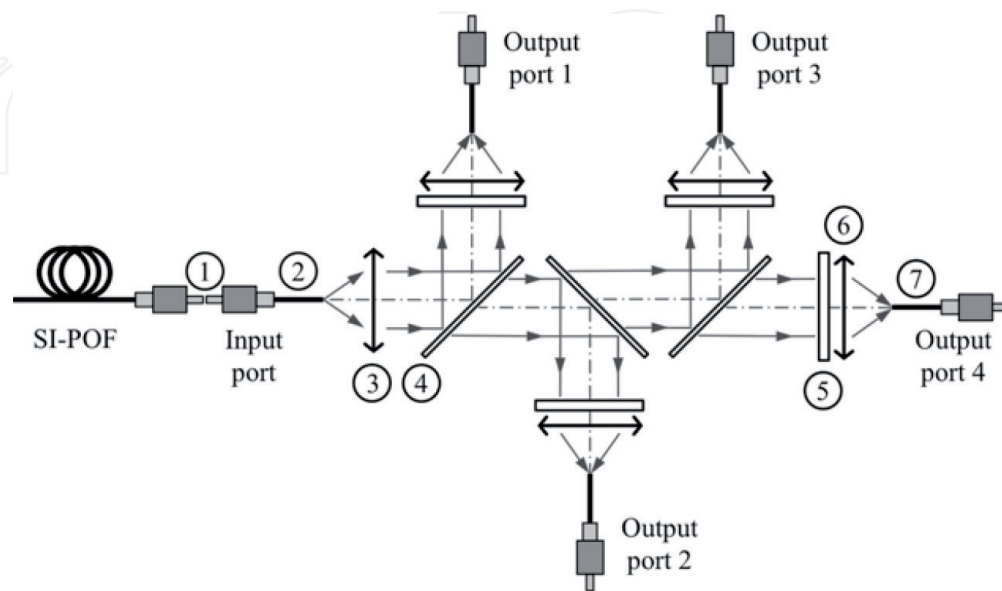 Output
port 1
Output
port 3
1
2
6
7
SI-POF
Input
port
3
4
5
Output
port 4
Output
port 2